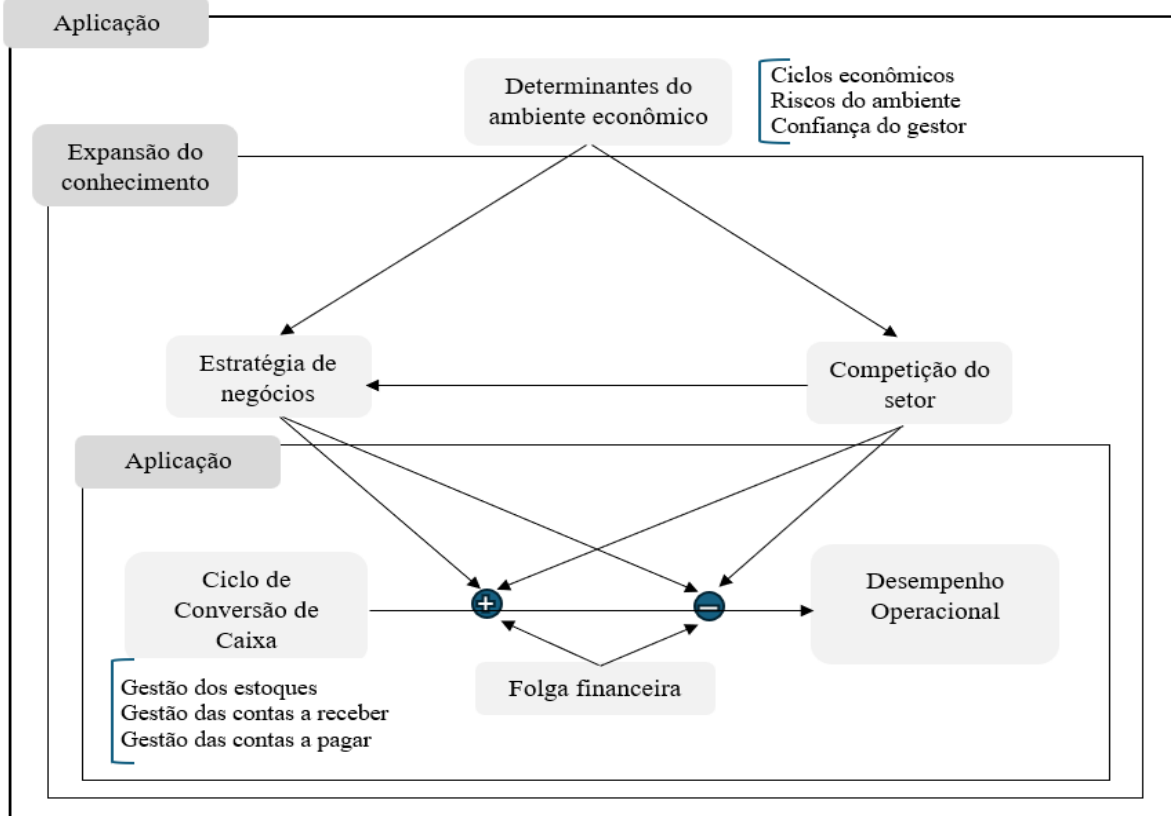 Aplicação
Determinantes do
ambiente econômico
Ciclos econômicos
Riscos do ambiente
Confiança do gestor
Expansão do
conhecimento
Estratégia de
negócios
Competição do
setor
Aplicação
Ciclo de
Conversão de
Caixa
+
−
Desempenho
Operacional
Folga financeira
Gestão dos estoques
Gestão das contas a receber
Gestão das contas a pagar